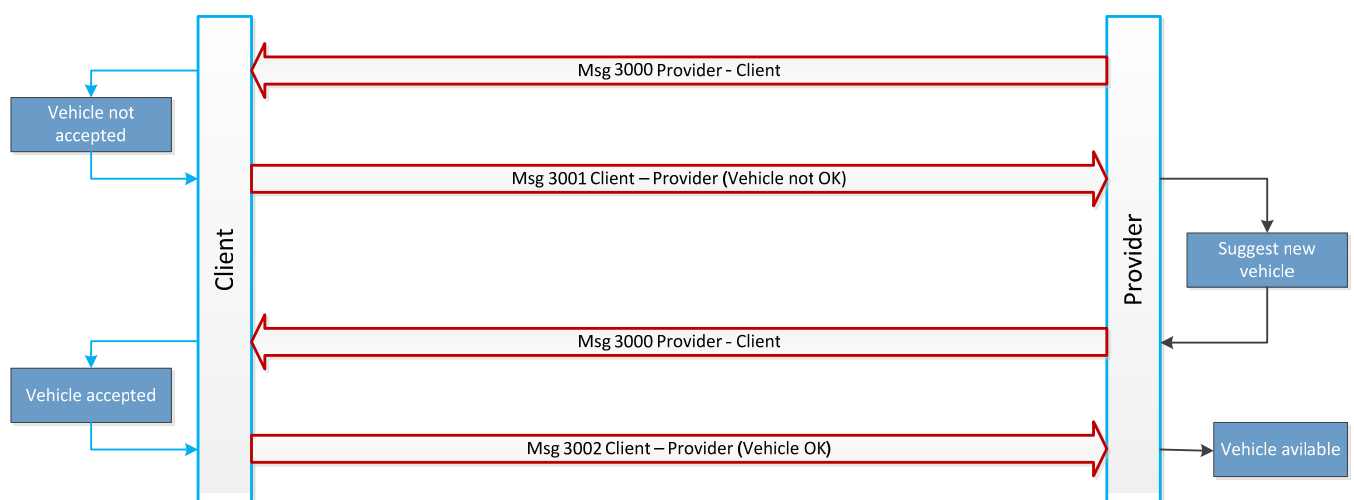 Msg 3000 Provider - Client
Vehicle not
accepted
Msg 3001 Client – Provider (Vehicle not OK)
Client
Provider
Suggest new
vehicle
Msg 3000 Provider - Client
Vehicle accepted
Msg 3002 Client – Provider (Vehicle OK)
Vehicle avilable